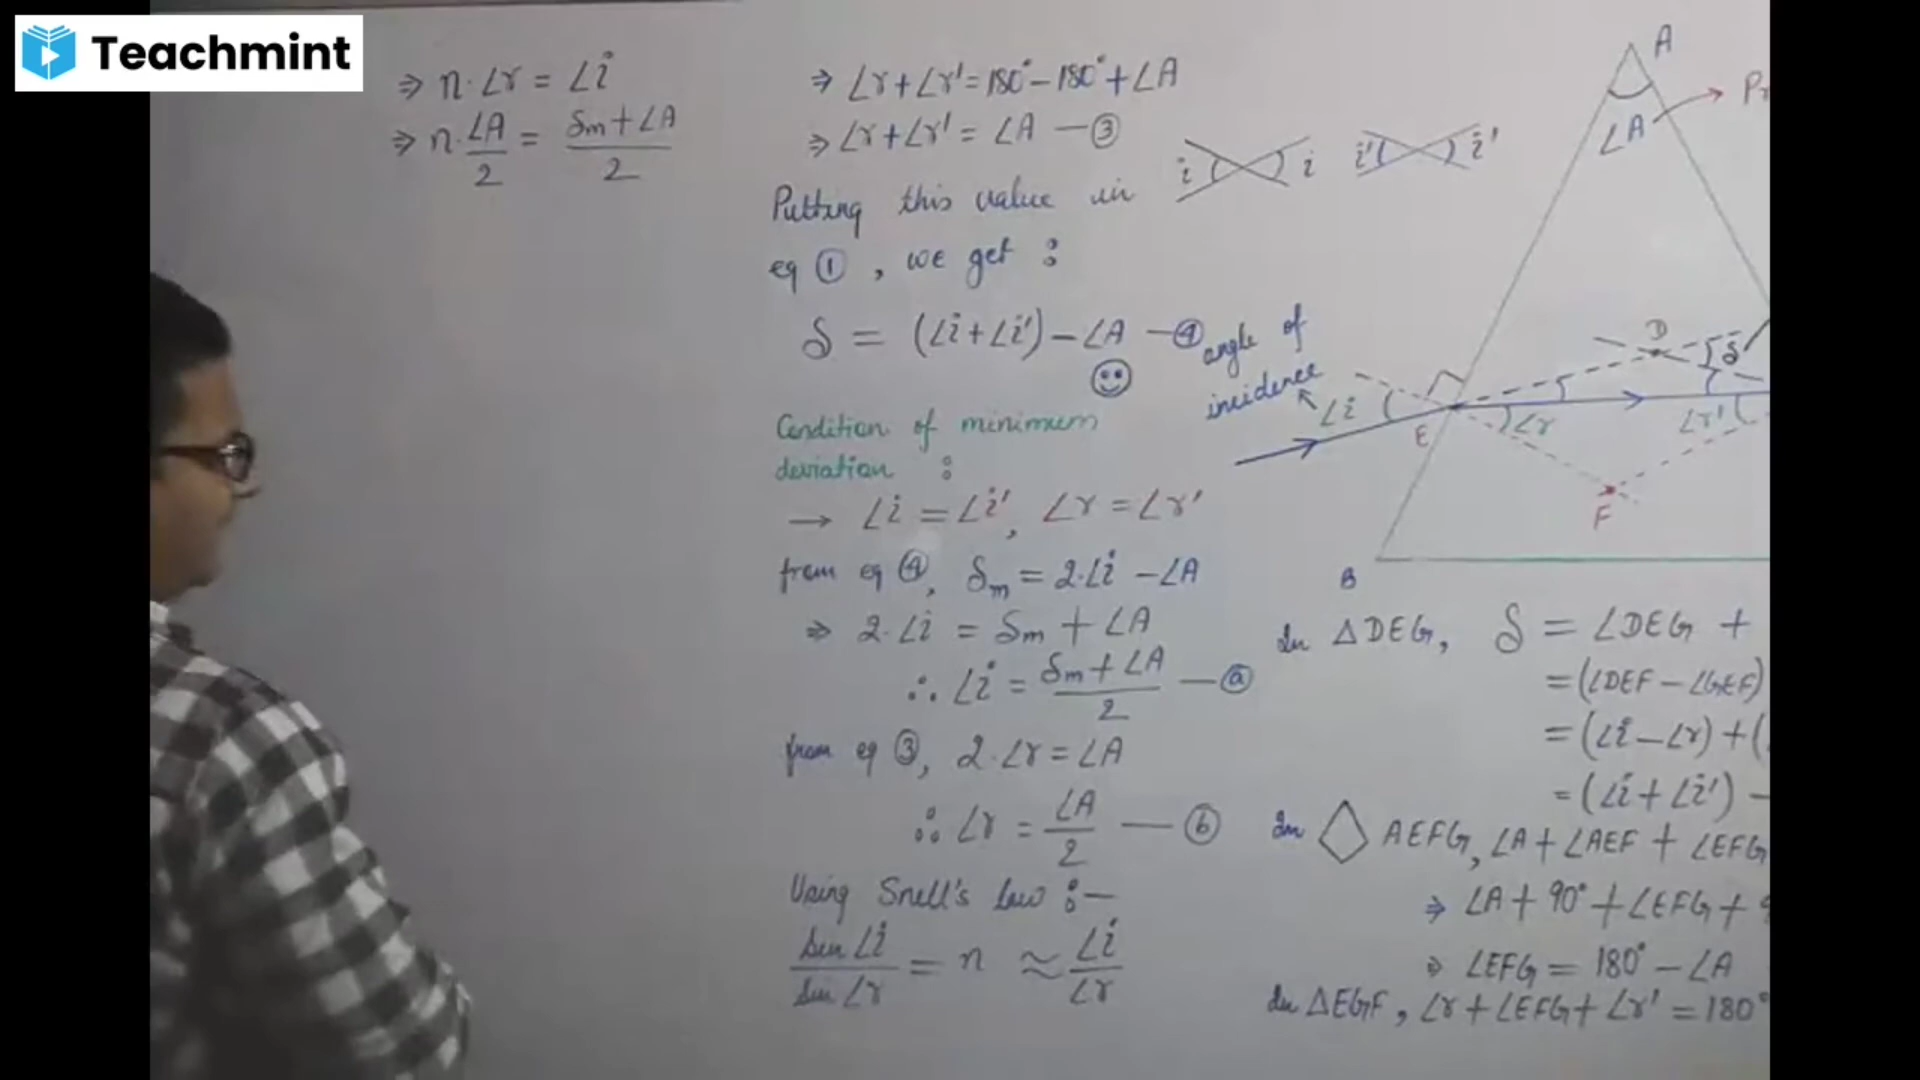 Teachmint
⇒ n·∠r = ∠i
⇒ n·∠A/2 = (δm+∠A)/2
⇒ ∠r+∠r' = 180°-180°+∠A
⇒ ∠r+∠r' = ∠A —③
Putting this value in
eq ①, we get :
δ = (∠i+∠i')-∠A —④
Condition of minimum
deviation :
→ ∠i = ∠i', ∠r = ∠r'
from eq ④, δm = 2·∠i -∠A
⇒ 2·∠i = δm + ∠A
∴ ∠i = (δm+∠A)/2 —ⓐ
from eq ③, 2·∠r = ∠A
∴ ∠r = ∠A/2 —ⓑ
Using Snell's law :—
sin∠i/sin∠r = n ≈ ∠i/∠r
i i i' i'
A
∠A
angle of
incidence
∠i
E
D
δ
∠r
∠r'
F
B
In △DEG, δ = ∠DEG +
=(∠DEF-∠GEF)
=(∠i-∠r)+(
=(∠i+∠i')-
In ◇ AEFG, ∠A+∠AEF + ∠EFG
⇒ ∠A+90°+∠EFG+
⇒ ∠EFG = 180°-∠A
In △EGF, ∠r+∠EFG+∠r' = 180°